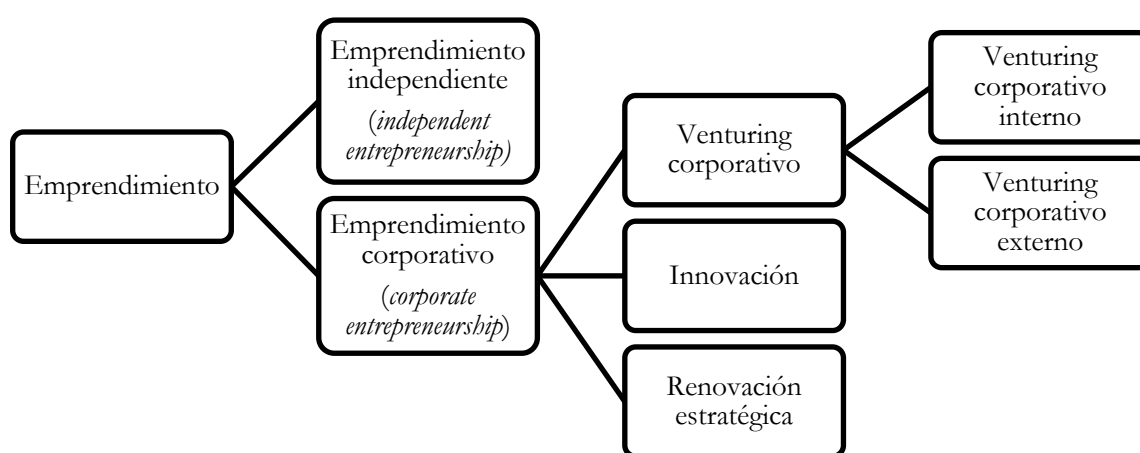 Emprendimiento
Emprendimiento
independiente
(independent
entrepreneurship)
Emprendimiento
corporativo
(corporate
entrepreneurship)
Venturing
corporativo
Innovación
Renovación
estratégica
Venturing
corporativo
interno
Venturing
corporativo
externo